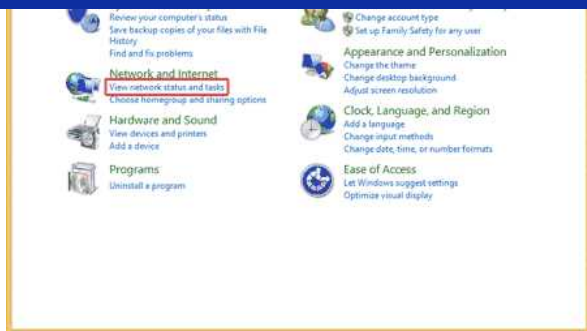 Review your computer's status
Save backup copies of your files with File
History
Find and fix problems
Network and Internet
View network status and tasks
Choose homegroup and sharing options
Hardware and Sound
View devices and printers
Add a device
Programs
Uninstall a program
Change account type
Set up Family Safety for any user
Appearance and Personalization
Change the theme
Change desktop background
Adjust screen resolution
Clock, Language, and Region
Add a language
Change input methods
Change date, time, or number formats
Ease of Access
Let Windows suggest settings
Optimize visual display